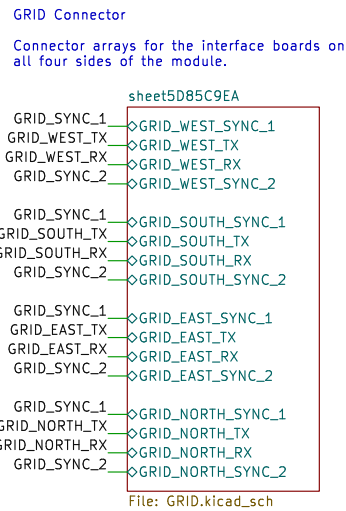 GRID Connector
Connector arrays for the interface boards on
all four sides of the module.
sheet5D85C9EA
GRID_SYNC_1 GRID_WEST_SYNC_1
GRID_WEST_TX GRID_WEST_TX
GRID_WEST_RX GRID_WEST_RX
GRID_SYNC_2 GRID_WEST_SYNC_2
GRID_SYNC_1 GRID_SOUTH_SYNC_1
GRID_SOUTH_TX GRID_SOUTH_TX
GRID_SOUTH_RX GRID_SOUTH_RX
GRID_SYNC_2 GRID_SOUTH_SYNC_2
GRID_SYNC_1 GRID_EAST_SYNC_1
GRID_EAST_TX GRID_EAST_TX
GRID_EAST_RX GRID_EAST_RX
GRID_SYNC_2 GRID_EAST_SYNC_2
GRID_SYNC_1 GRID_NORTH_SYNC_1
GRID_NORTH_TX GRID_NORTH_TX
GRID_NORTH_RX GRID_NORTH_RX
GRID_SYNC_2 GRID_NORTH_SYNC_2
File: GRID.kicad_sch